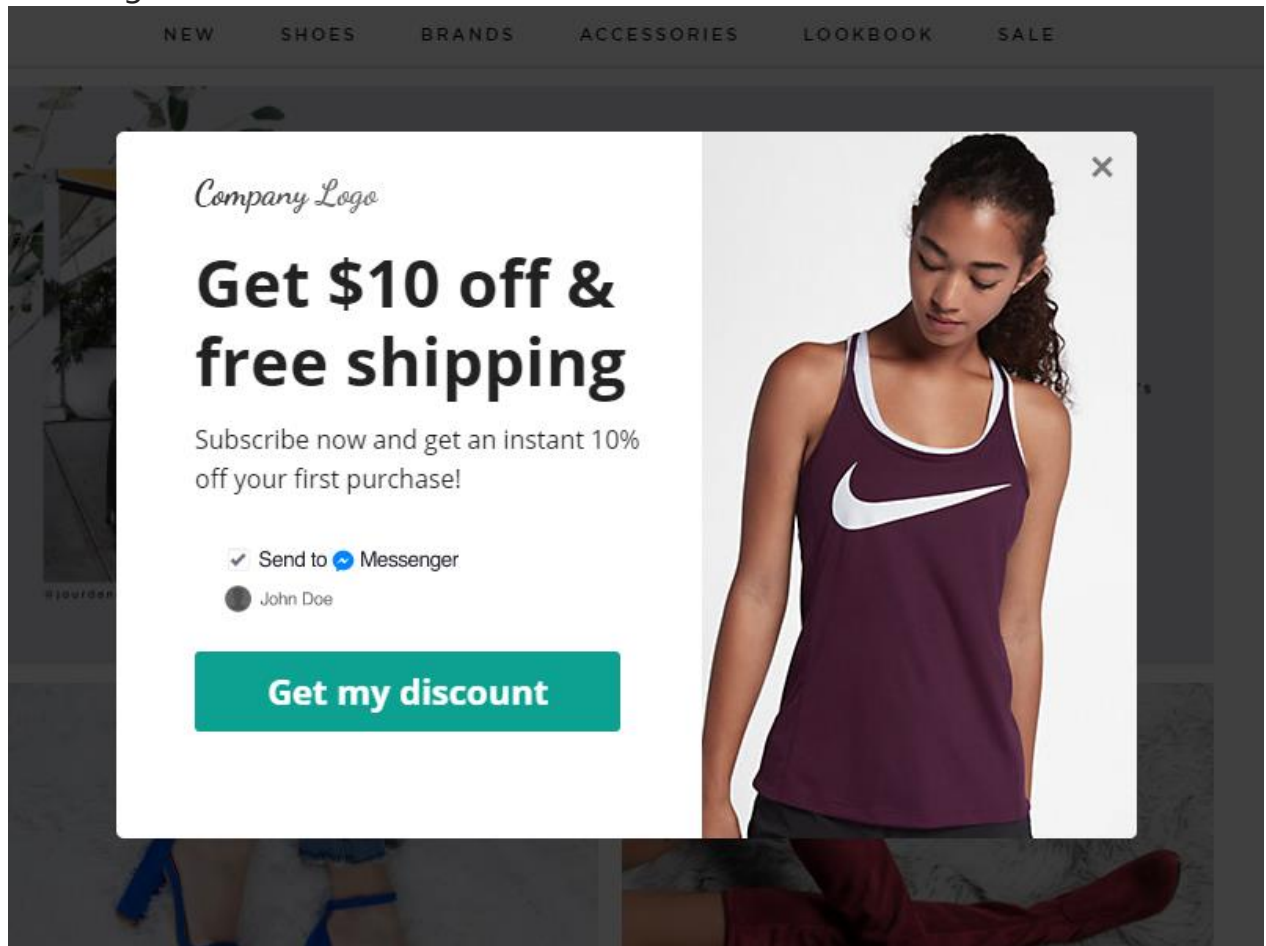 NEW SHOES BRANDS ACCESSORIES LOOKBOOK SALE
Company Logo
Get $10 off &
free shipping
Subscribe now and get an instant 10%
off your first purchase!
Send to Messenger
John Doe
Get my discount